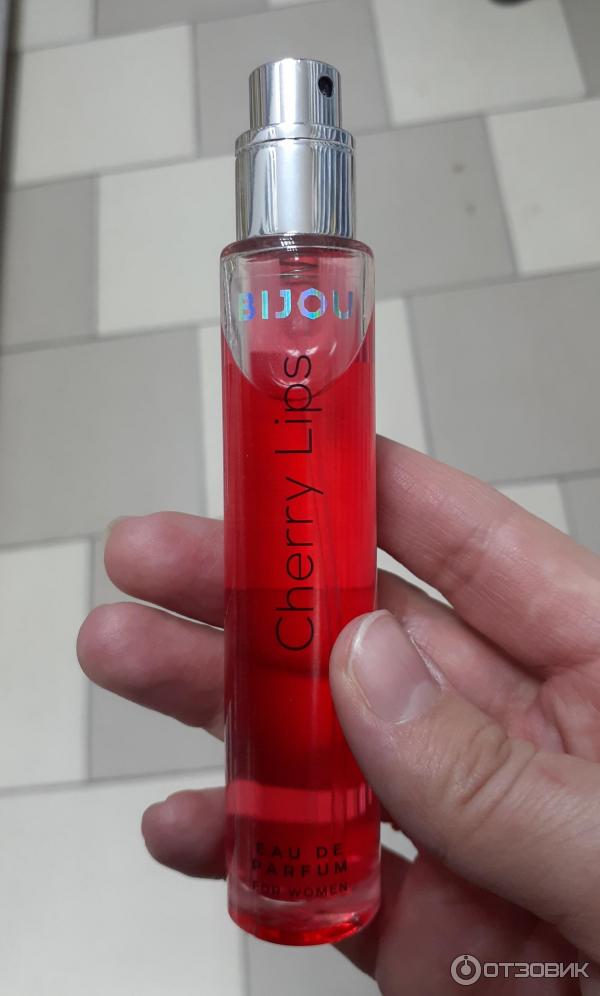 BIJOU
Cherry Lips
EAU DE
PARFUM
FOR WOMEN
ОТЗОВИК